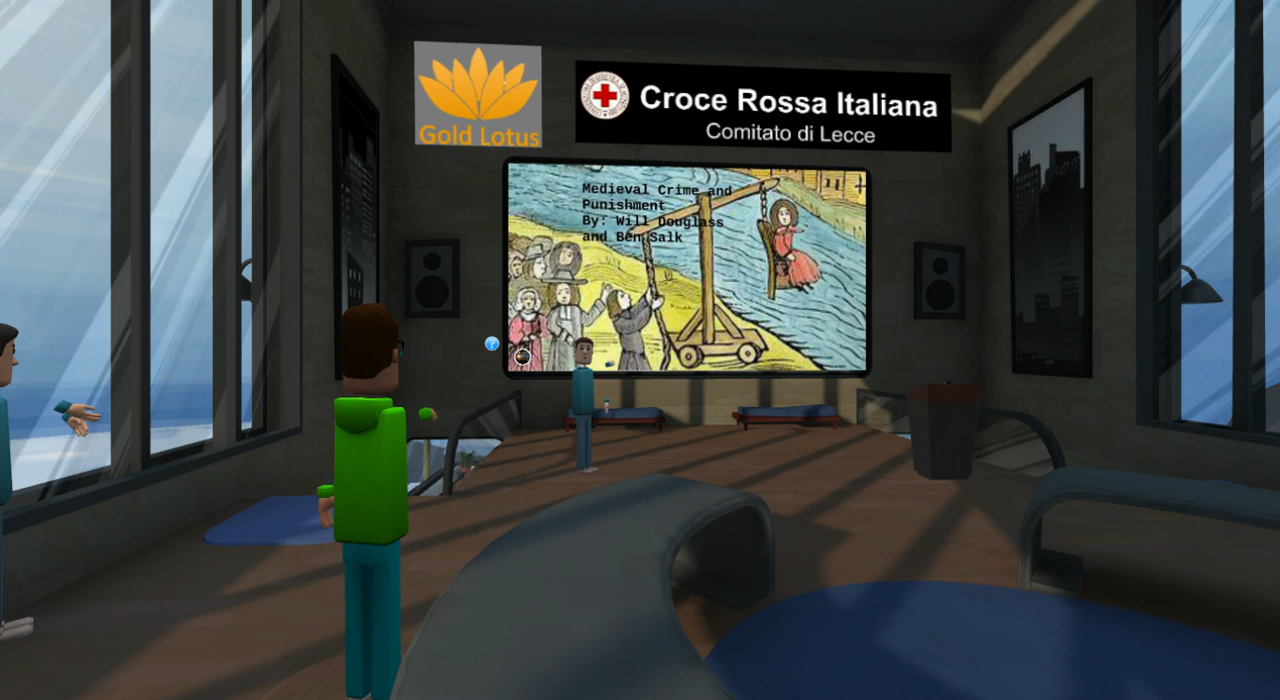 Gold Lotus
Croce Rossa Italiana
Comitato di Lecce
Medieval Crime and
Punishment
By: Will Douglass
and Ben Salk
?